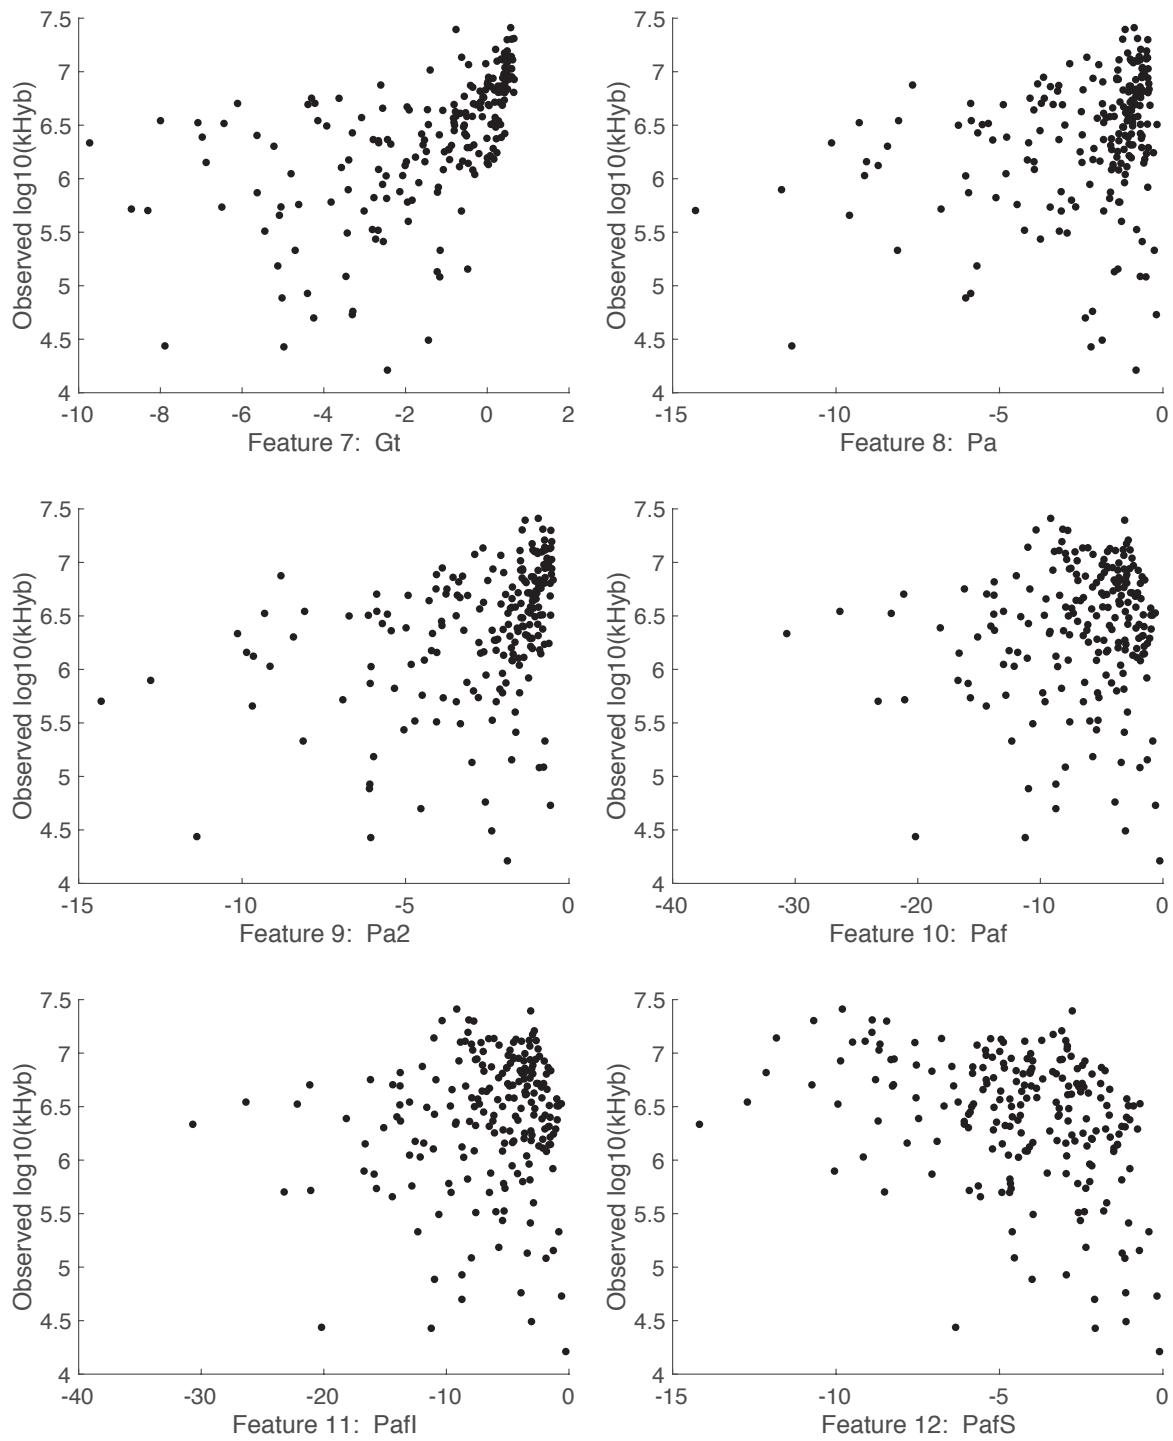 7.5
7
6.5
6
5.5
5
4.5
4
Observed log10(kHyb)
-10 -8 -6 -4 -2 0 2
Feature 7: Gt
7.5
7
6.5
6
5.5
5
4.5
4
Observed log10(kHyb)
-15 -10 -5 0
Feature 8: Pa
7.5
7
6.5
6
5.5
5
4.5
4
Observed log10(kHyb)
-15 -10 -5 0
Feature 9: Pa2
7.5
7
6.5
6
5.5
5
4.5
4
Observed log10(kHyb)
-40 -30 -20 -10 0
Feature 10: Paf
7.5
7
6.5
6
5.5
5
4.5
4
Observed log10(kHyb)
-40 -30 -20 -10 0
Feature 11: PafI
7.5
7
6.5
6
5.5
5
4.5
4
Observed log10(kHyb)
-15 -10 -5 0
Feature 12: PafS